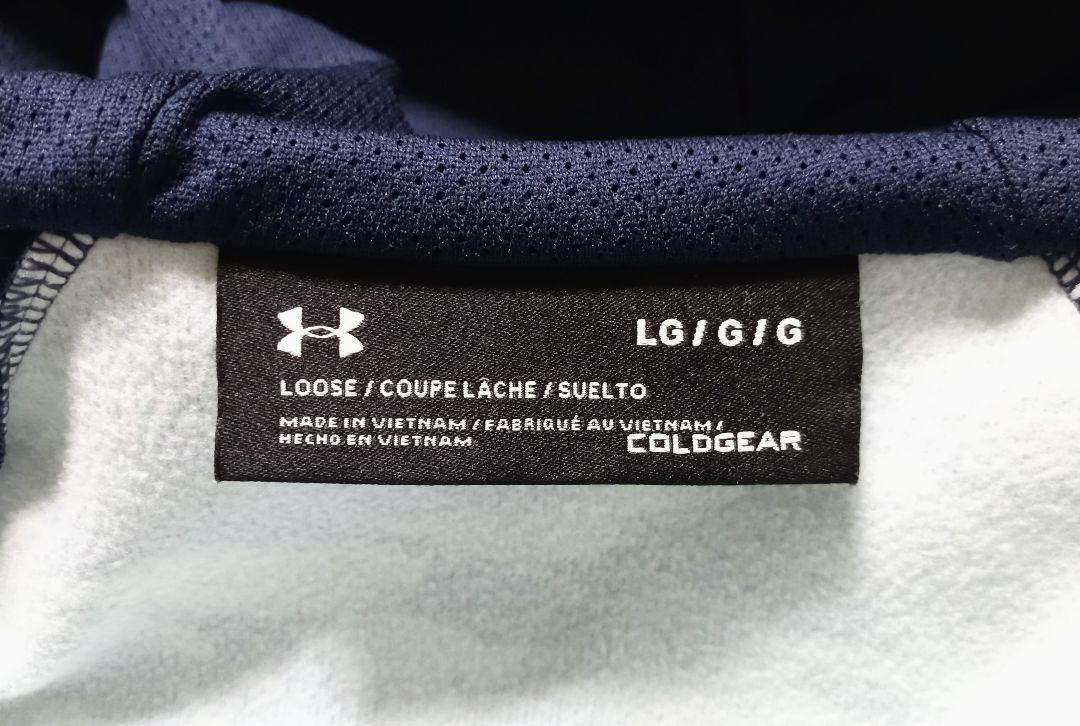 LG / G / G
LOOSE / COUPE LÂCHE / SUELTO
MADE IN VIETNAM / FABRIQUÉ AU VIETNAM /
HECHO EN VIETNAM
COLDGEAR